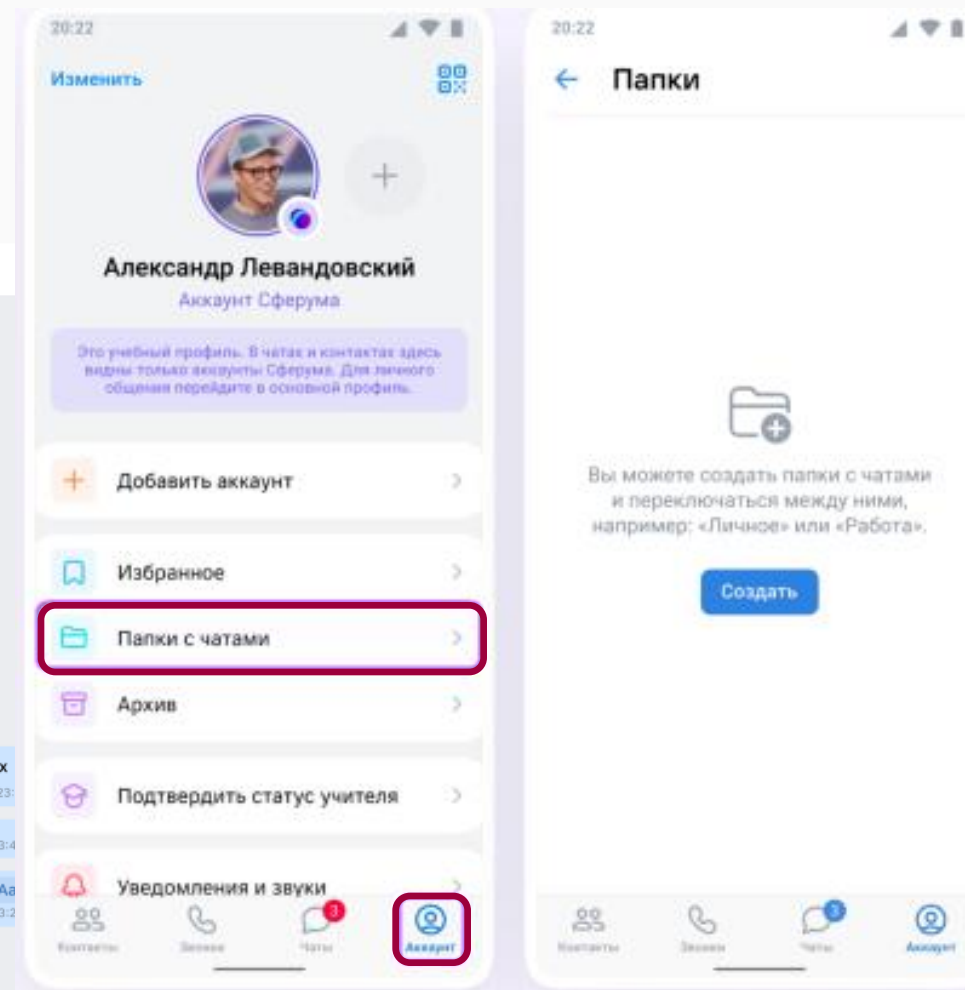 20:22
Изменить
Александр Левандовский
Аккаунт Сферума
Это учебный профиль. В чатах и контактах здесь
видны только аккаунты Сферума. Для личного
общения перейдите в основной профиль.
Добавить аккаунт
Избранное
Папки с чатами
Архив
Подтвердить статус учителя
Уведомления и звуки
3
Контакты
Звонки
Чаты
Аккаунт
20:22
Папки
Вы можете создать папки с чатами
и переключаться между ними,
например: «Личное» или «Работа».
Создать
3
Контакты
Звонки
Чаты
Аккаунт